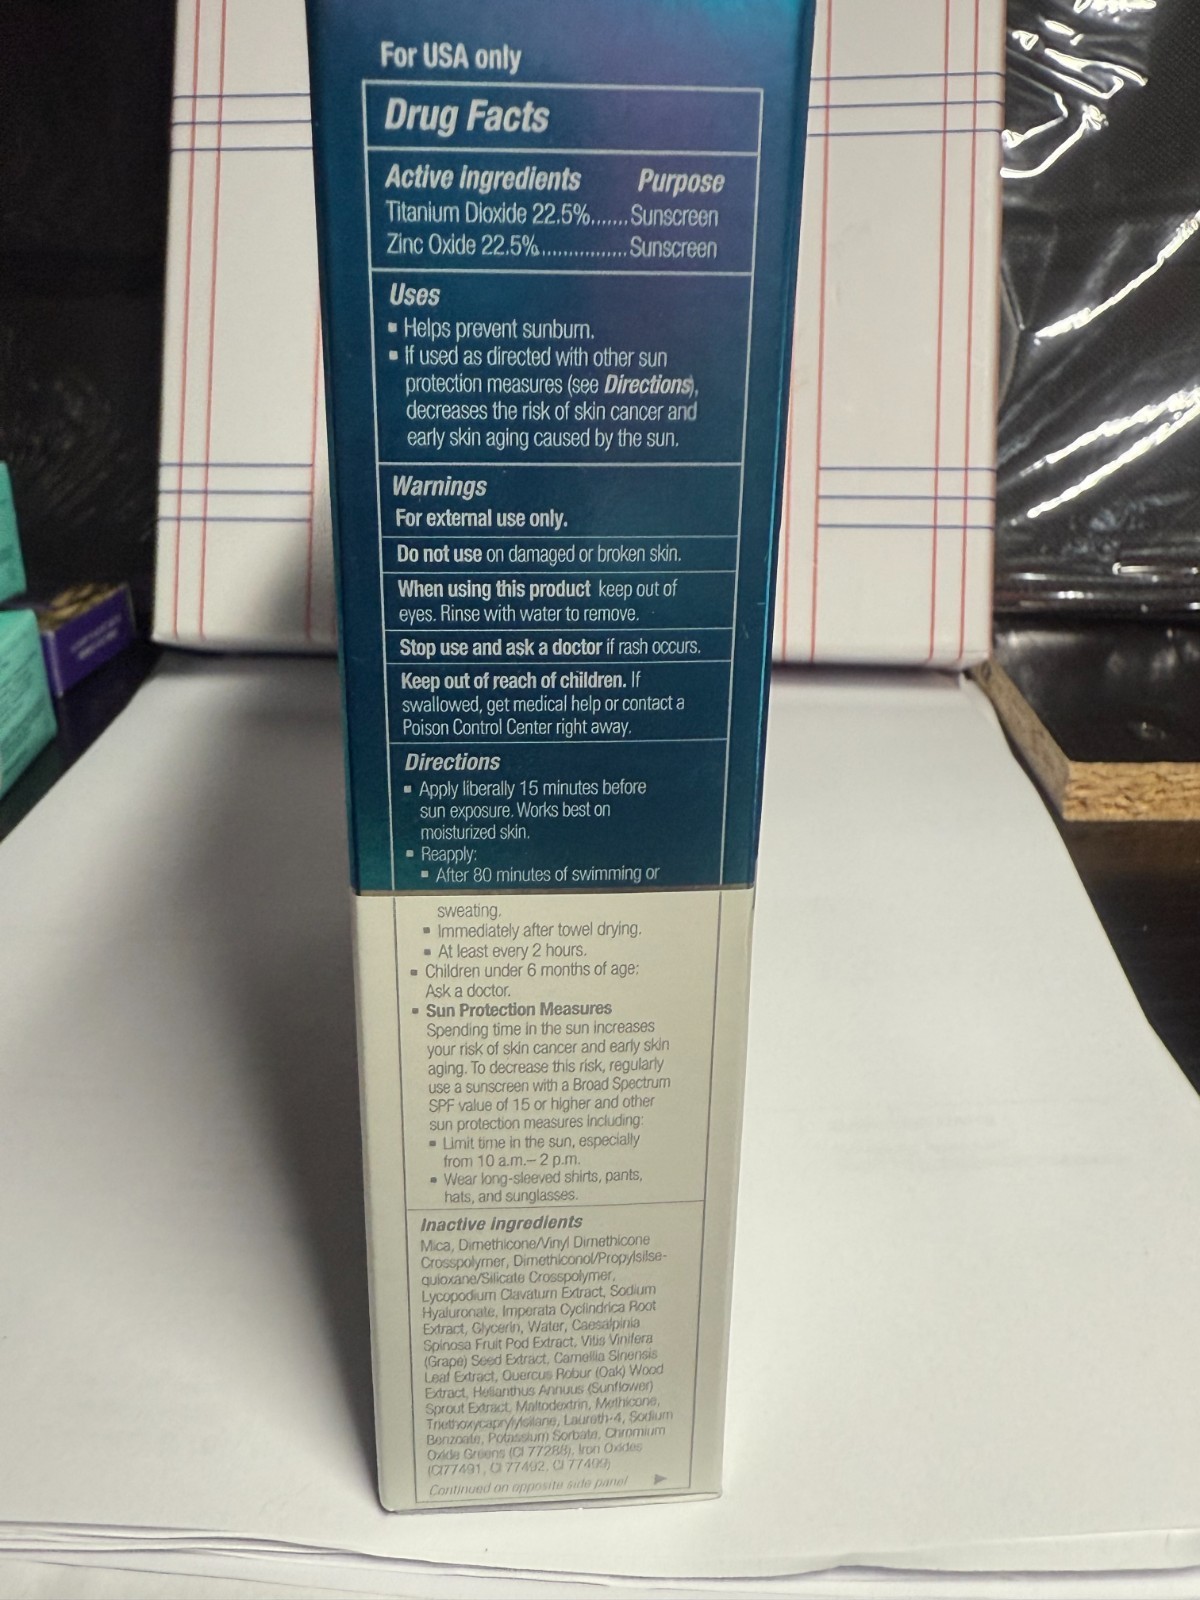 For USA only
Drug Facts
Active ingredients Purpose
Titanium Dioxide 22.5%.......Sunscreen
Zinc Oxide 22.5%................Sunscreen
Uses
▪ Helps prevent sunburn.
▪ If used as directed with other sun
protection measures (see Directions),
decreases the risk of skin cancer and
early skin aging caused by the sun.
Warnings
For external use only.
Do not use on damaged or broken skin.
When using this product keep out of
eyes. Rinse with water to remove.
Stop use and ask a doctor if rash occurs.
Keep out of reach of children. If
swallowed, get medical help or contact a
Poison Control Center right away.
Directions
▪ Apply liberally 15 minutes before
sun exposure. Works best on
moisturized skin.
▪ Reapply:
▪ After 80 minutes of swimming or
sweating.
▪ Immediately after towel drying.
▪ At least every 2 hours.
▪ Children under 6 months of age:
Ask a doctor.
▪ Sun Protection Measures
Spending time in the sun increases
your risk of skin cancer and early skin
aging. To decrease this risk, regularly
use a sunscreen with a Broad Spectrum
SPF value of 15 or higher and other
sun protection measures including:
▪ Limit time in the sun, especially
from 10 a.m.– 2 p.m.
▪ Wear long-sleeved shirts, pants,
hats, and sunglasses.
Inactive ingredients
Mica, Dimethicone/Vinyl Dimethicone
Crosspolymer, Dimethiconol/Propylsilse-
quioxane/Silicate Crosspolymer,
Lycopodium Clavatum Extract, Sodium
Hyaluronate, Imperata Cylindrica Root
Extract, Glycerin, Water, Caesalpinia
Spinosa Fruit Pod Extract, Vitis Vinifera
(Grape) Seed Extract, Camellia Sinensis
Leaf Extract, Quercus Robur (Oak) Wood
Extract, Helianthus Annuus (Sunflower)
Sprout Extract, Maltodextrin, Methicone,
Triethoxycaprylylsilane, Laureth-4, Sodium
Benzoate, Potassium Sorbate, Chromium
Oxide Greens (CI 77288), Iron Oxides
(CI77491, CI 77492, CI 77499)
Continued on opposite side panel